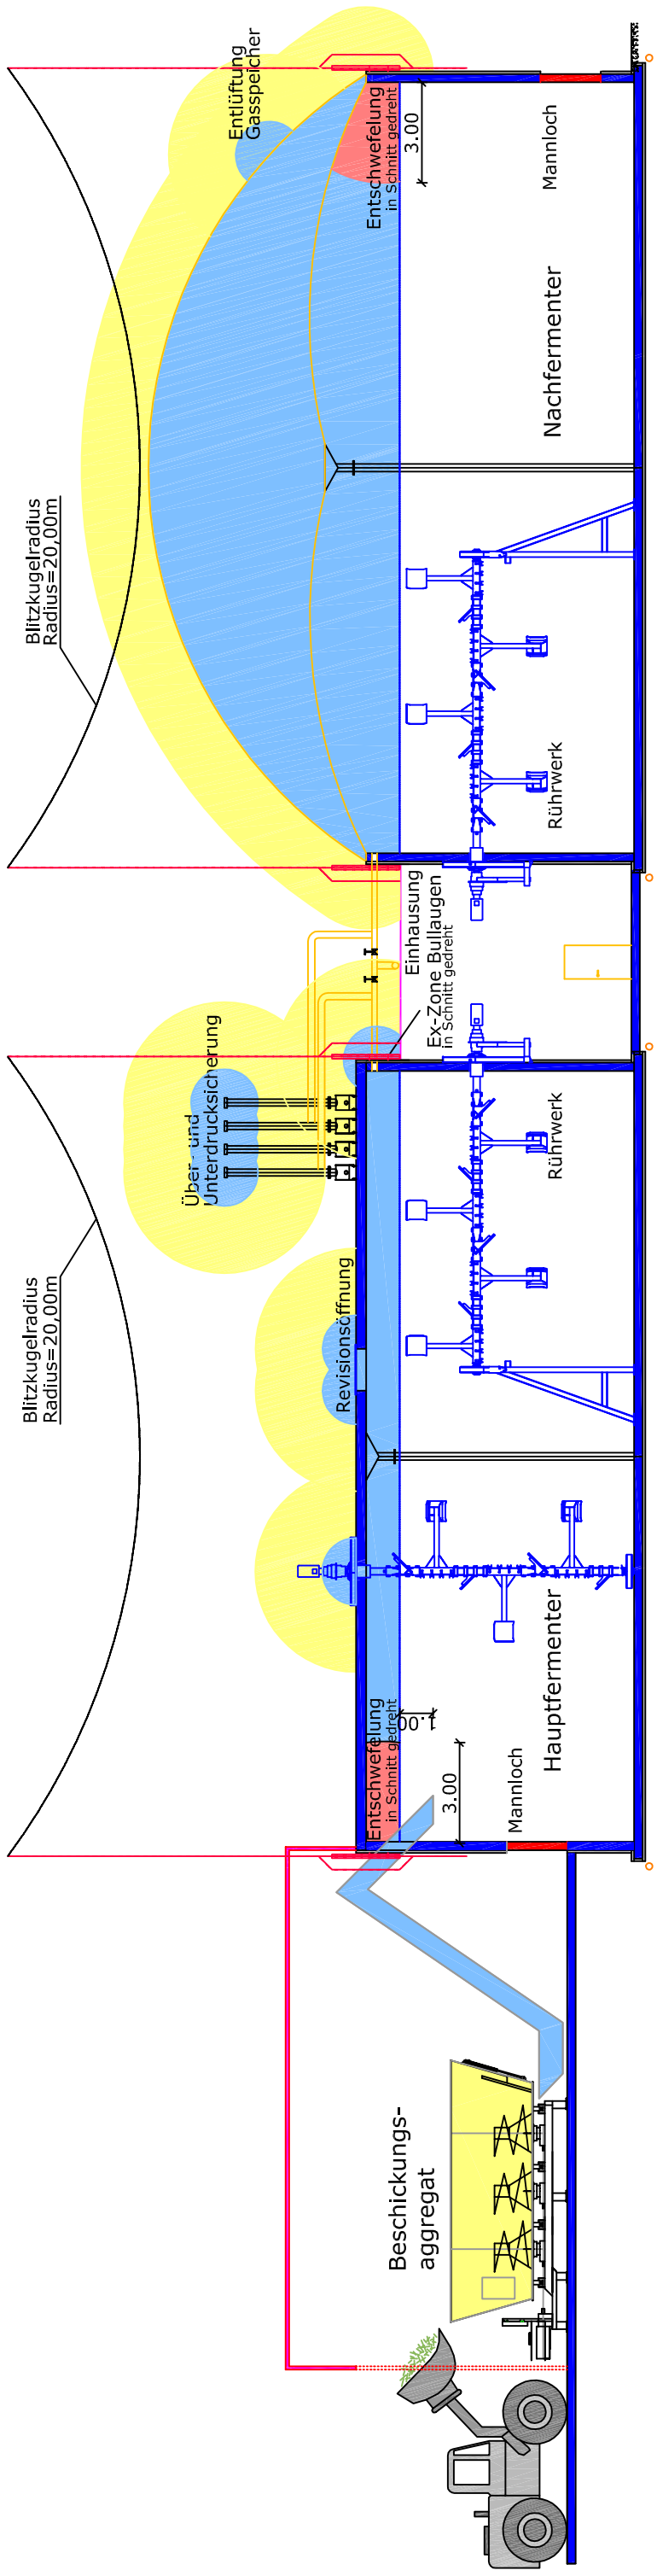 Beschickungs-
aggregat
Blitzkugelradius
Radius=20,00m
Entschwefelung
in Schnitt gedreht
1.00
3.00
Mannloch
Hauptfermenter
Revisionsöffnung
Über- und
Unterdrucksicherung
Rührwerk
Einhausung
Ex-Zone Bullaugen
in Schnitt gedreht
Blitzkugelradius
Radius=20,00m
Rührwerk
Nachfermenter
Entlüftung
Gasspeicher
Entschwefelung
in Schnitt gedreht
3.00
Mannloch